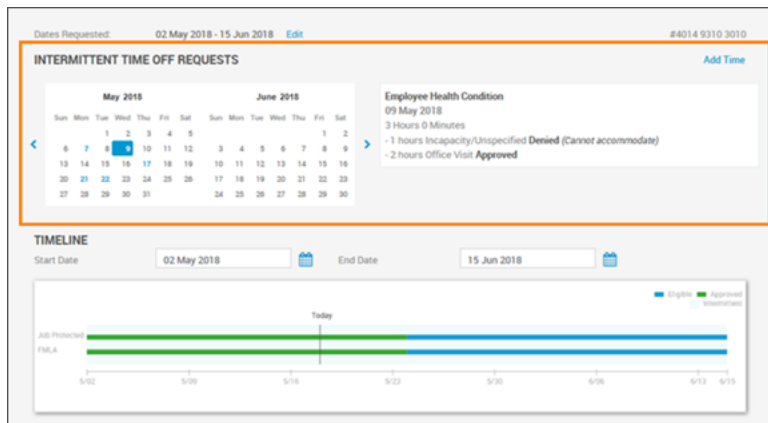 Dates Requested: 02 May 2018 - 15 Jun 2018 Edit #4014 9310 3010
INTERMITTENT TIME OFF REQUESTS Add Time
May 2018 June 2018
Sun Mon Tue Wed Thu Fri Sat Sun Mon Tue Wed Thu Fri Sat
1 2 3 4 5 1 2
6 7 8 9 10 11 12 3 4 5 6 7 8 9
13 14 15 16 17 18 19 10 11 12 13 14 15 16
20 21 22 23 24 25 26 17 18 19 20 21 22 23
27 28 29 30 31 24 25 26 27 28 29 30
Employee Health Condition
09 May 2018
3 Hours 0 Minutes
- 1 hours Incapacity/Unspecified Denied (Cannot accommodate)
- 2 hours Office Visit Approved
TIMELINE
Start Date 02 May 2018 End Date 15 Jun 2018
Eligible Approved
Intermittent
Today
Job Protected
FMLA
5/02 5/09 5/16 5/23 5/30 6/06 6/13 6/15